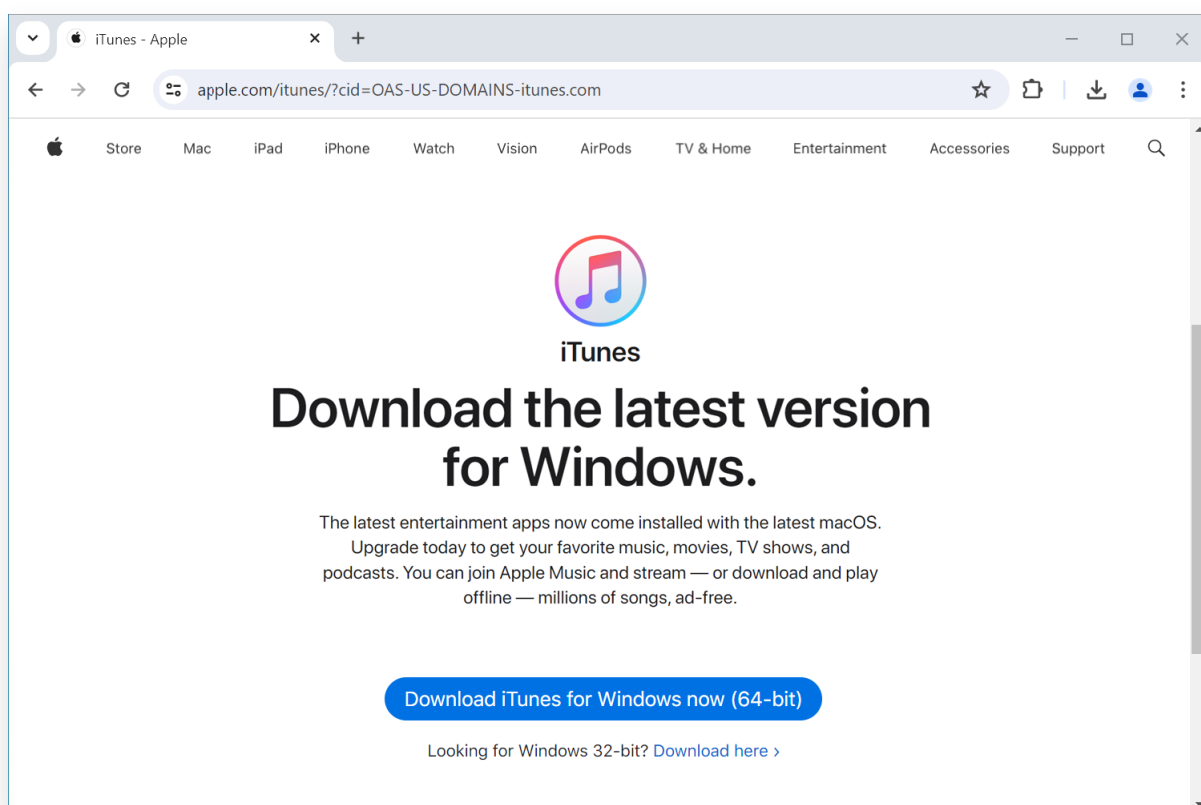 iTunes - Apple
apple.com/itunes/?cid=OAS-US-DOMAINS-itunes.com
Store Mac iPad iPhone Watch Vision AirPods TV & Home Entertainment Accessories Support
iTunes
Download the latest version
for Windows.
The latest entertainment apps now come installed with the latest macOS.
Upgrade today to get your favorite music, movies, TV shows, and
podcasts. You can join Apple Music and stream — or download and play
offline — millions of songs, ad-free.
Download iTunes for Windows now (64-bit)
Looking for Windows 32-bit? Download here ›